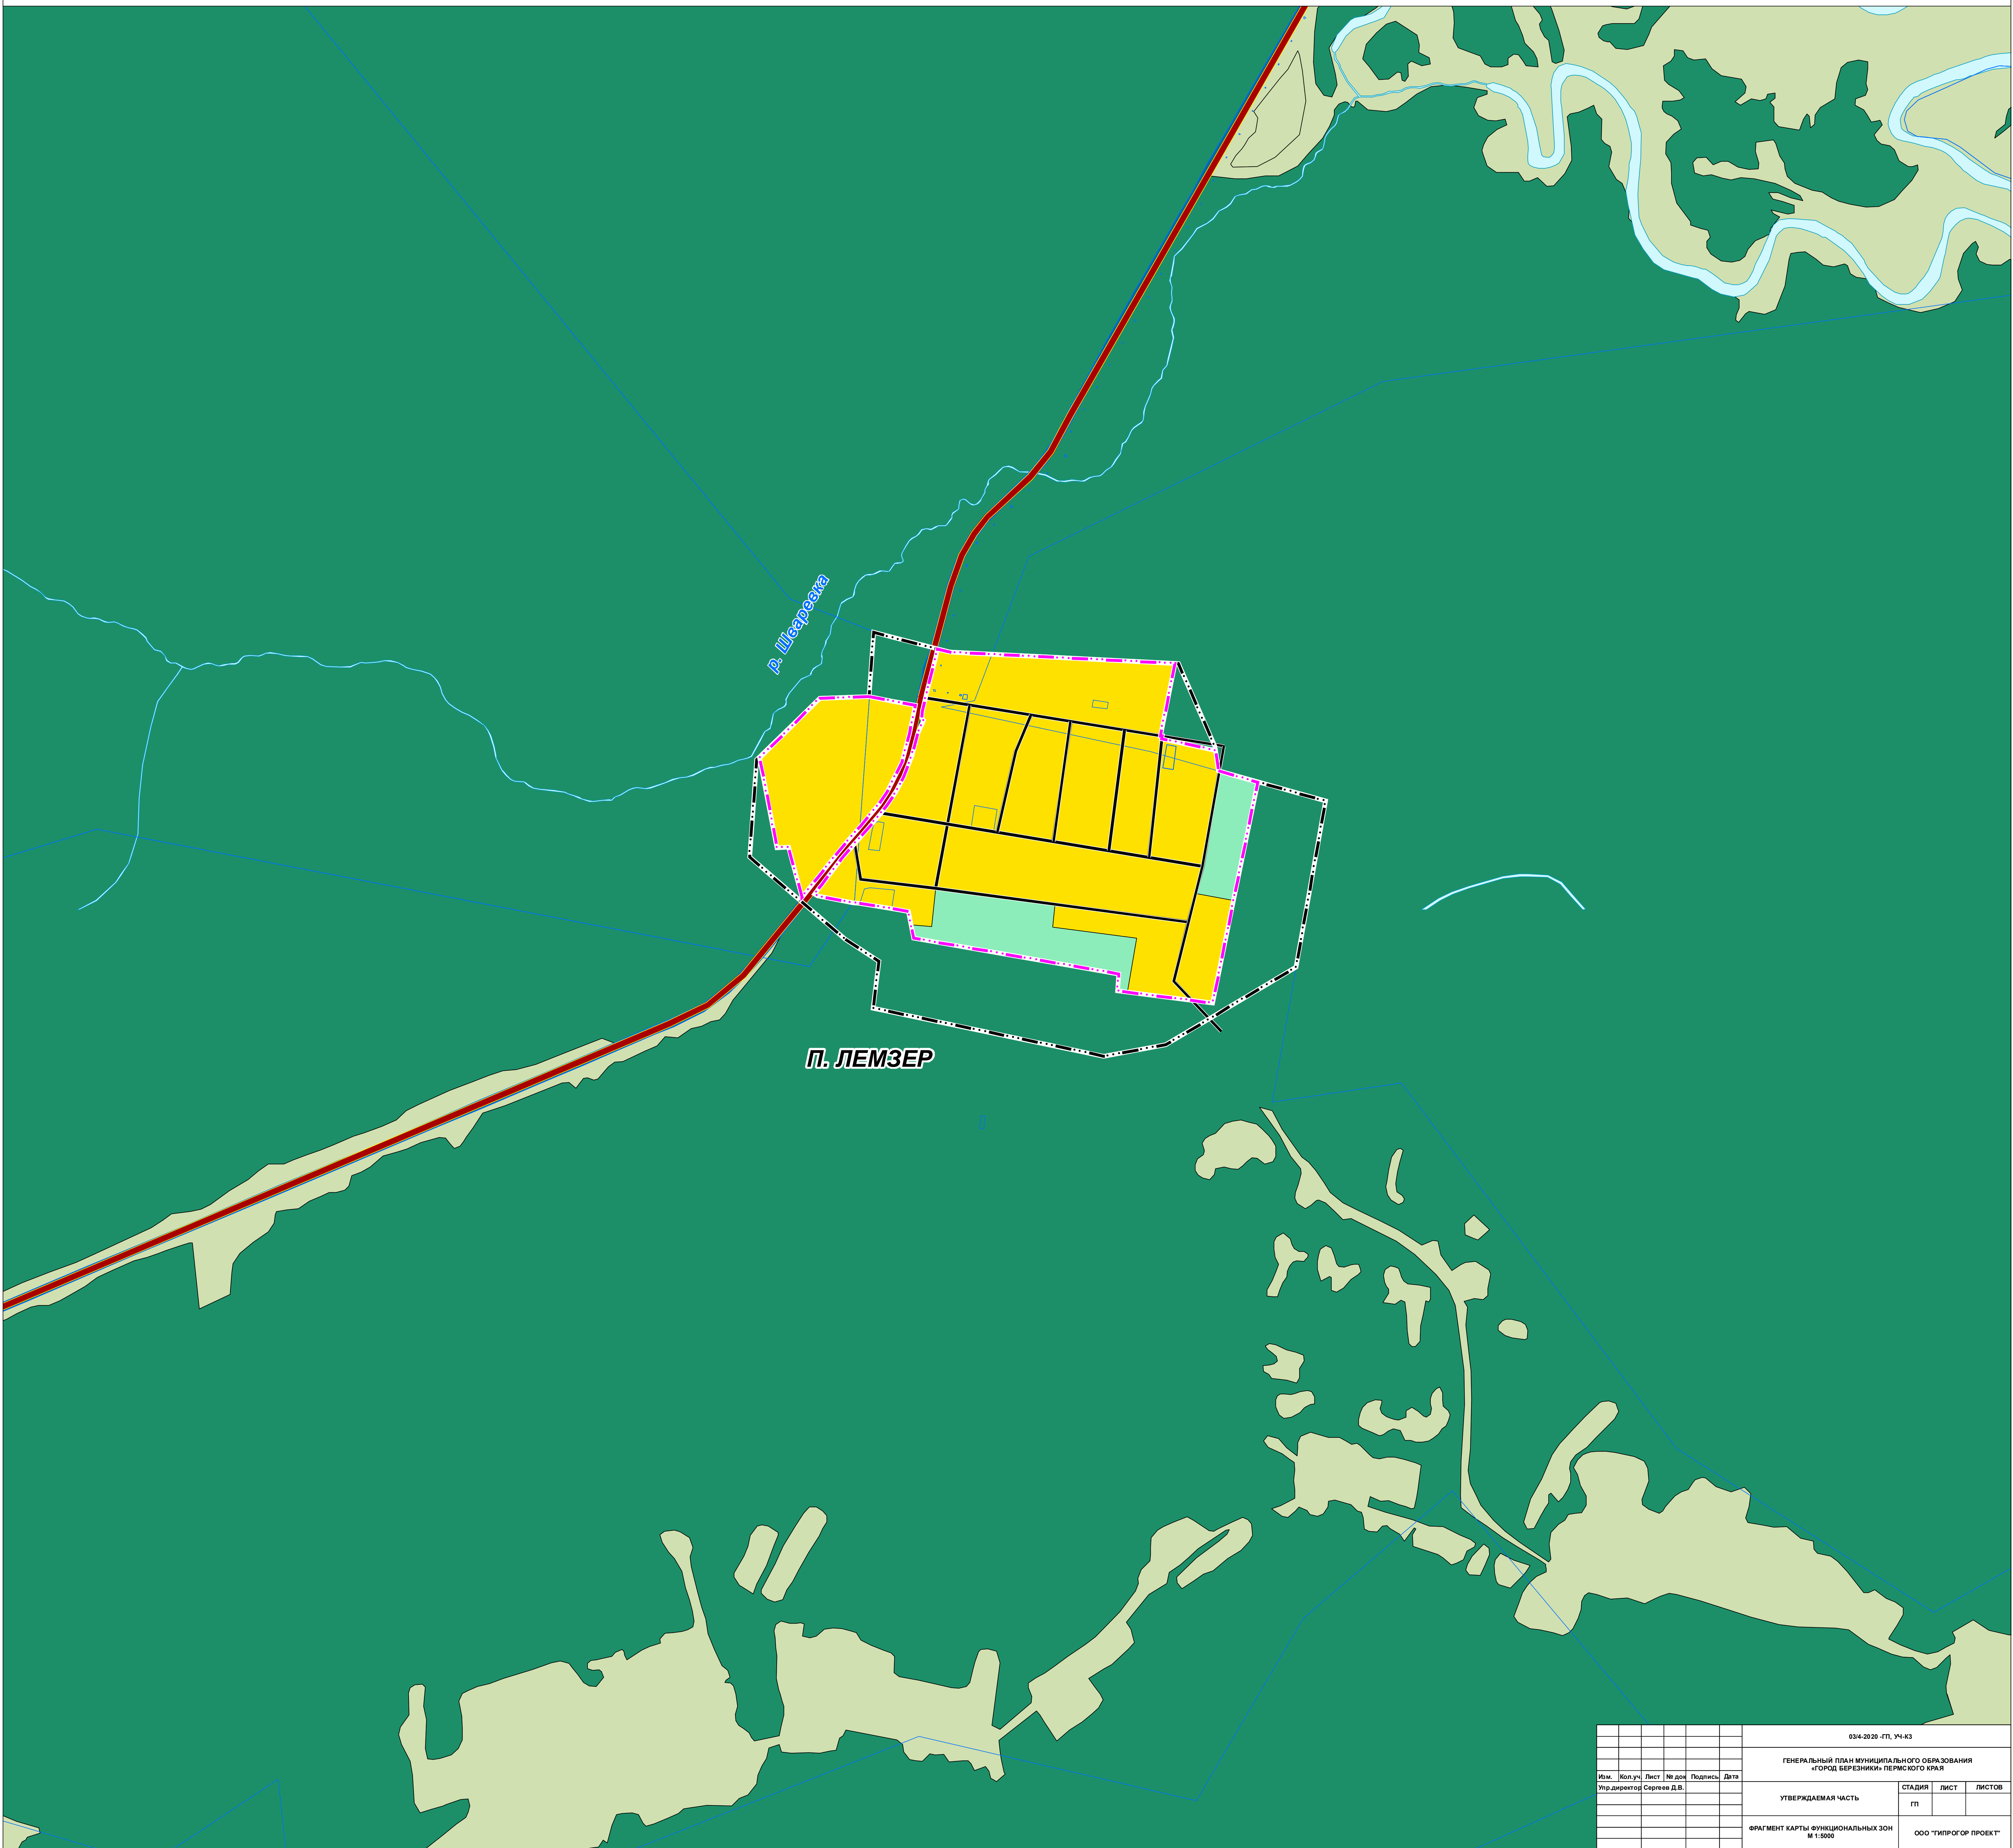 р. Шваревка
П. ЛЕМЗЕР
03/4-2020 -ГП, УЧ-КЗ
ГЕНЕРАЛЬНЫЙ ПЛАН МУНИЦИПАЛЬНОГО ОБРАЗОВАНИЯ
«ГОРОД БЕРЕЗНИКИ» ПЕРМСКОГО КРАЯ
Изм. Кол.уч Лист № док Подпись Дата
Упр.директор Сергеев Д.В.
УТВЕРЖДАЕМАЯ ЧАСТЬ
СТАДИЯ ЛИСТ ЛИСТОВ
ГП
ФРАГМЕНТ КАРТЫ ФУНКЦИОНАЛЬНЫХ ЗОН
М 1:5000
ООО "ГИПРОГОР ПРОЕКТ"